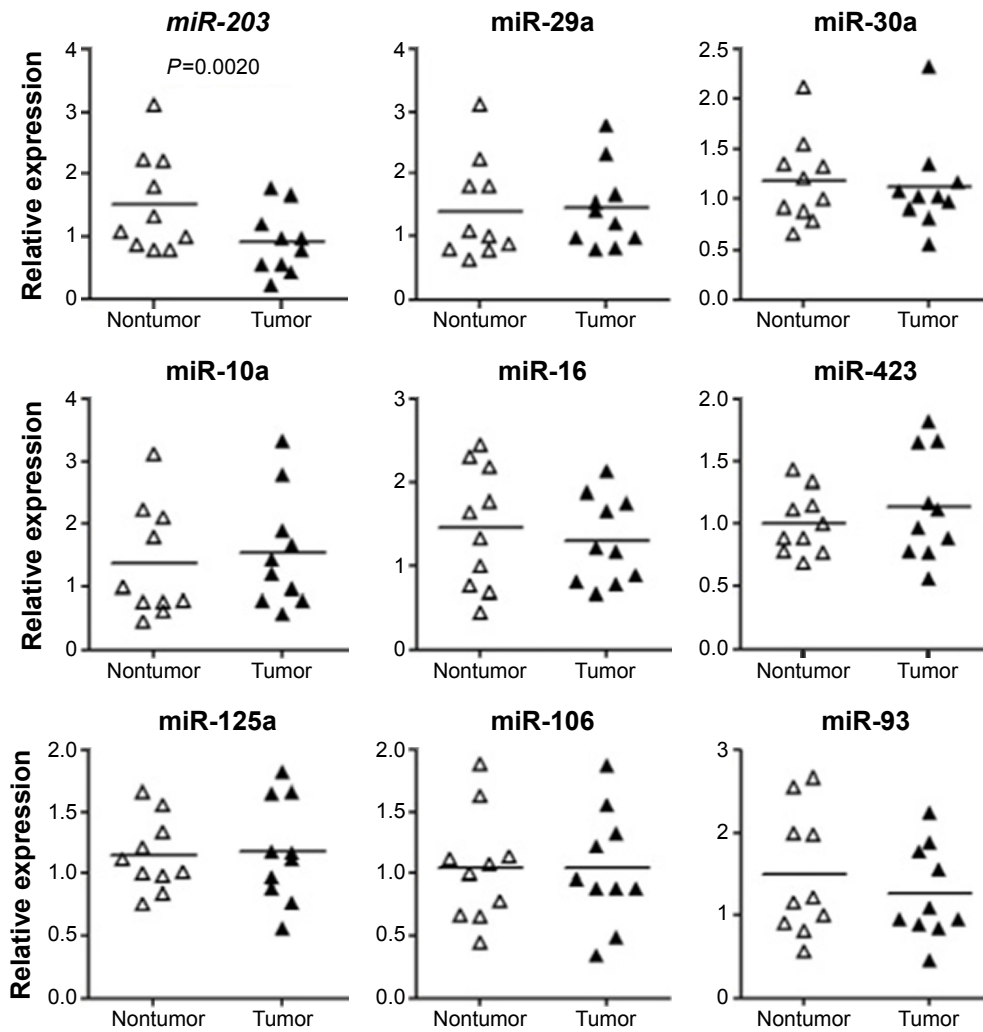 miR-203
miR-29a
miR-30a
Relative expression
4
3
2
1
0
P=0.0020
Nontumor
Tumor
4
3
2
1
0
Nontumor
Tumor
2.5
2.0
1.5
1.0
0.5
0.0
Nontumor
Tumor
miR-10a
miR-16
miR-423
Relative expression
4
3
2
1
0
Nontumor
Tumor
3
2
1
0
Nontumor
Tumor
2.0
1.5
1.0
0.5
0.0
Nontumor
Tumor
miR-125a
miR-106
miR-93
Relative expression
2.0
1.5
1.0
0.5
0.0
Nontumor
Tumor
2.0
1.5
1.0
0.5
0.0
Nontumor
Tumor
3
2
1
0
Nontumor
Tumor